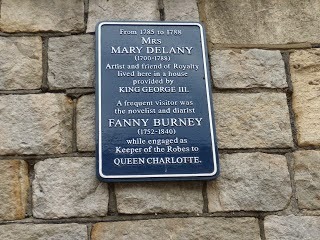 From 1785 to 1788
MRS
MARY DELANY
(1700-1788)
Artist and friend of Royalty
lived here in a house
provided by
KING GEORGE III.
A frequent visitor was
the novelist and diarist
FANNY BURNEY
(1752-1840)
while engaged as
Keeper of the Robes to
QUEEN CHARLOTTE.